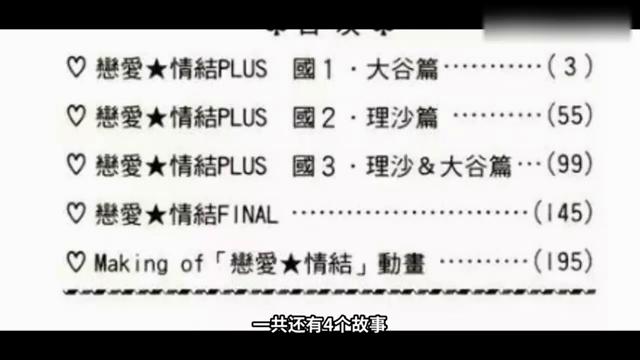 ♡ 戀愛★情結PLUS 國1・大谷篇…………(3)
♡ 戀愛★情結PLUS 國2・理沙篇…………(55)
♡ 戀愛★情結PLUS 國3・理沙&大谷篇…(99)
♡ 戀愛★情結FINAL……………………(145)
♡ Making of「戀愛★情結」動畫…………(195)
一共还有4个故事